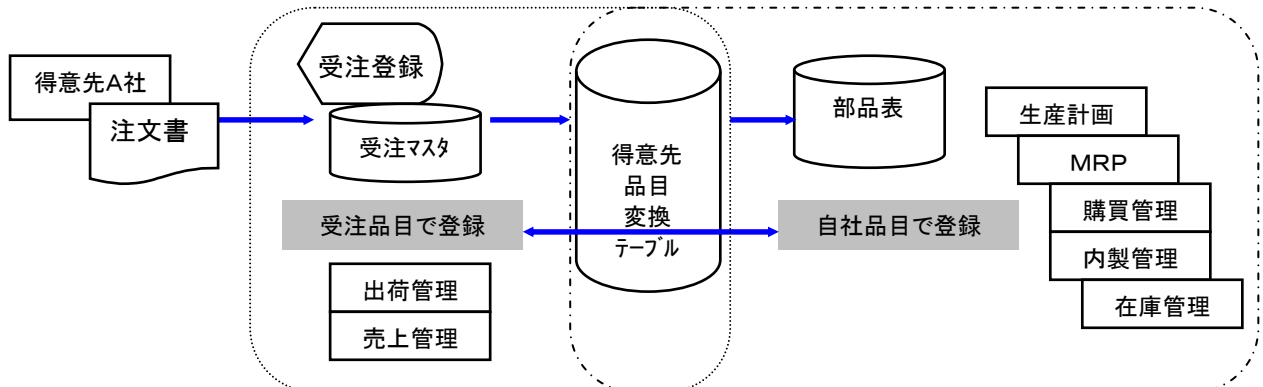 得意先A社
注文書
受注登録
受注ﾏｽﾀ
受注品目で登録
出荷管理
売上管理
得意先
品目
変換
ﾃｰﾌﾞﾙ
部品表
自社品目で登録
生産計画
MRP
購買管理
内製管理
在庫管理